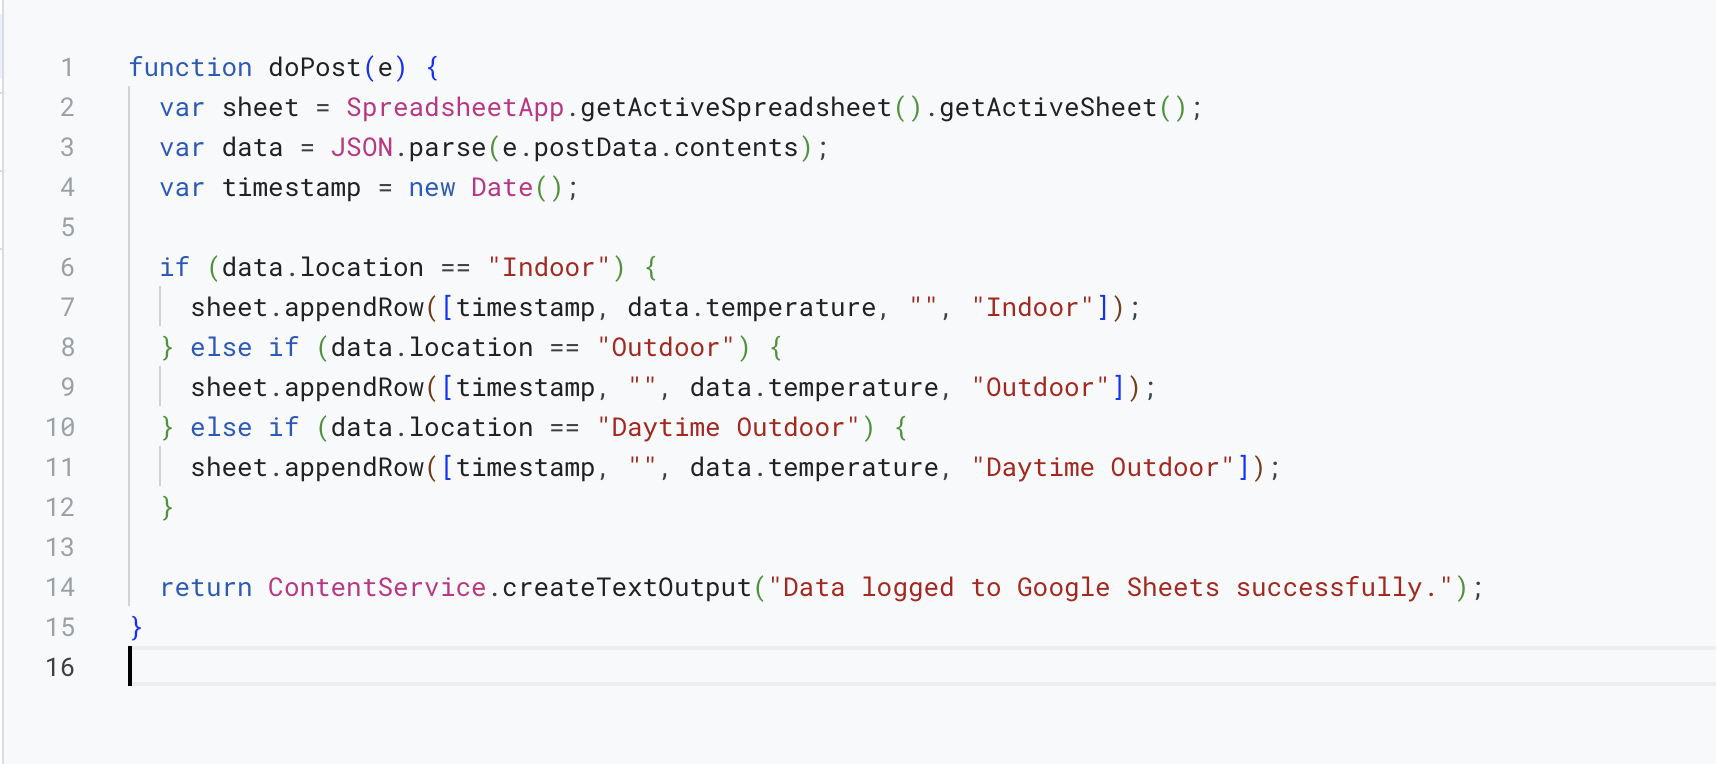 1 function doPost(e) {
2   var sheet = SpreadsheetApp.getActiveSpreadsheet().getActiveSheet();
3   var data = JSON.parse(e.postData.contents);
4   var timestamp = new Date();
5
6   if (data.location == "Indoor") {
7     sheet.appendRow([timestamp, data.temperature, "", "Indoor"]);
8   } else if (data.location == "Outdoor") {
9     sheet.appendRow([timestamp, "", data.temperature, "Outdoor"]);
10   } else if (data.location == "Daytime Outdoor") {
11     sheet.appendRow([timestamp, "", data.temperature, "Daytime Outdoor"]);
12   }
13
14   return ContentService.createTextOutput("Data logged to Google Sheets successfully.");
15 }
16